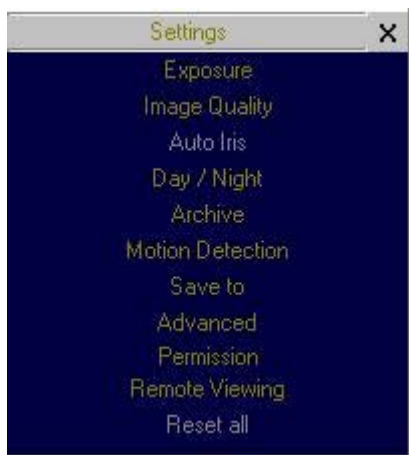 Settings X
Exposure
Image Quality
Auto Iris
Day / Night
Archive
Motion Detection
Save to
Advanced
Permission
Remote Viewing
Reset all